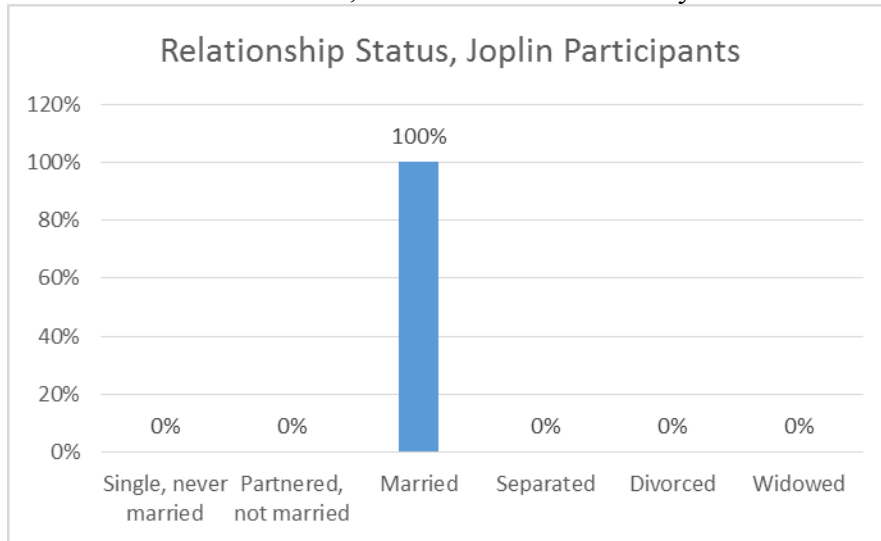 Relationship Status, Joplin Participants
120%
100%
100%
80%
60%
40%
20%
0%
0%
0%
0%
0%
0%
Single, never married
Partnered, not married
Married
Separated
Divorced
Widowed